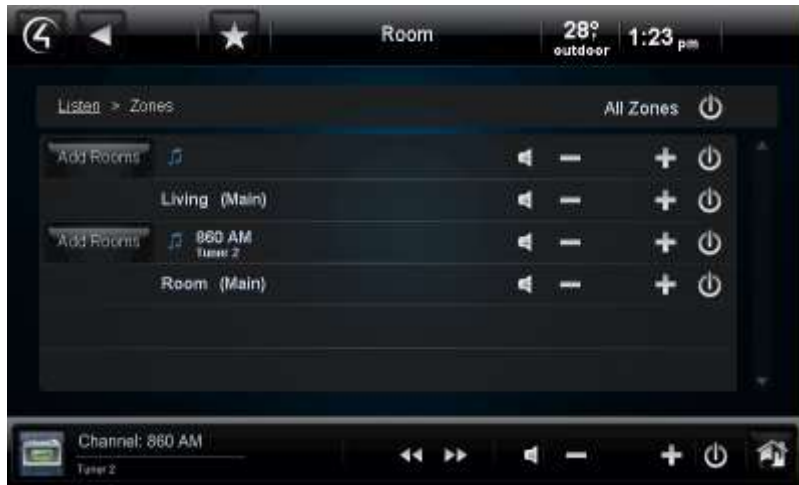 Room
28°
outdoor
1:23 pm
Listen > Zones
All Zones
Add Rooms
Living (Main)
Add Rooms
860 AM
Tuner 2
Room (Main)
Channel: 860 AM
Tuner 2